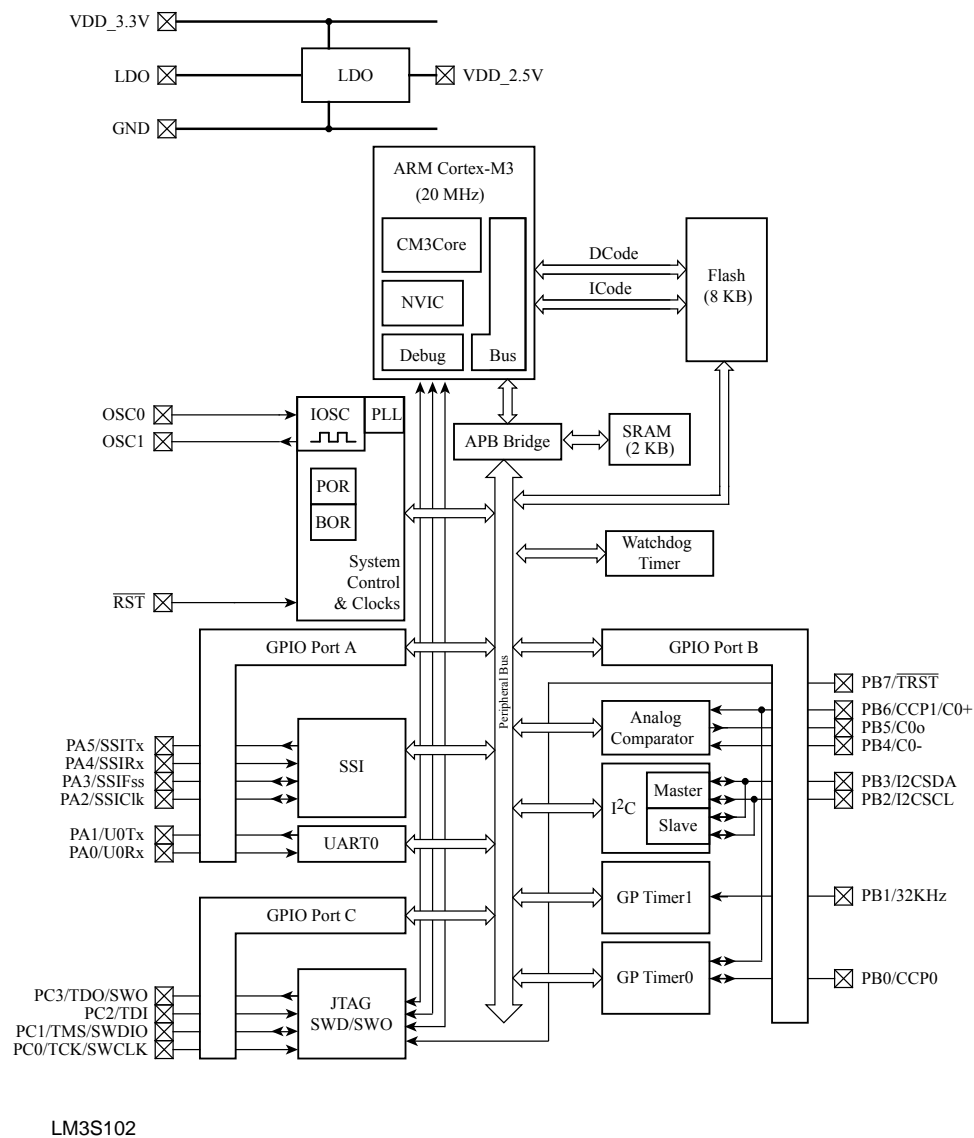 VDD_3.3V
LDO
LDO
VDD_2.5V
GND
ARM Cortex-M3
(20 MHz)
CM3Core
NVIC
Debug
Bus
DCode
ICode
Flash
(8 KB)
OSC0
OSC1
IOSC
PLL
POR
BOR
System
Control
& Clocks
RST
APB Bridge
SRAM
(2 KB)
Watchdog
Timer
Peripheral Bus
GPIO Port A
PA5/SSITx
PA4/SSIRx
PA3/SSIFss
PA2/SSIClk
SSI
PA1/U0Tx
PA0/U0Rx
UART0
GPIO Port C
PC3/TDO/SWO
PC2/TDI
PC1/TMS/SWDIO
PC0/TCK/SWCLK
JTAG
SWD/SWO
GPIO Port B
PB7/TRST
PB6/CCP1/C0+
PB5/C0o
PB4/C0-
Analog
Comparator
I²C
Master
Slave
PB3/I2CSDA
PB2/I2CSCL
GP Timer1
PB1/32KHz
GP Timer0
PB0/CCP0
LM3S102